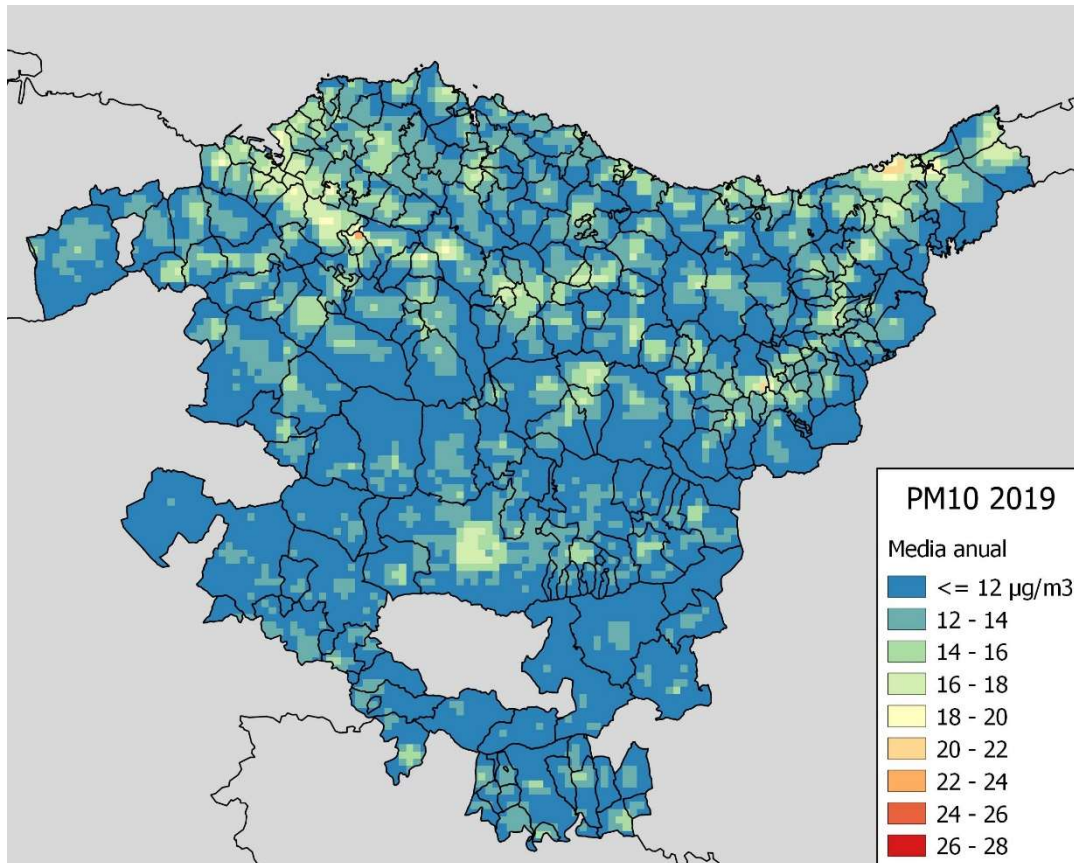 PM10 2019
Media anual
<= 12 µg/m3
12 - 14
14 - 16
16 - 18
18 - 20
20 - 22
22 - 24
24 - 26
26 - 28